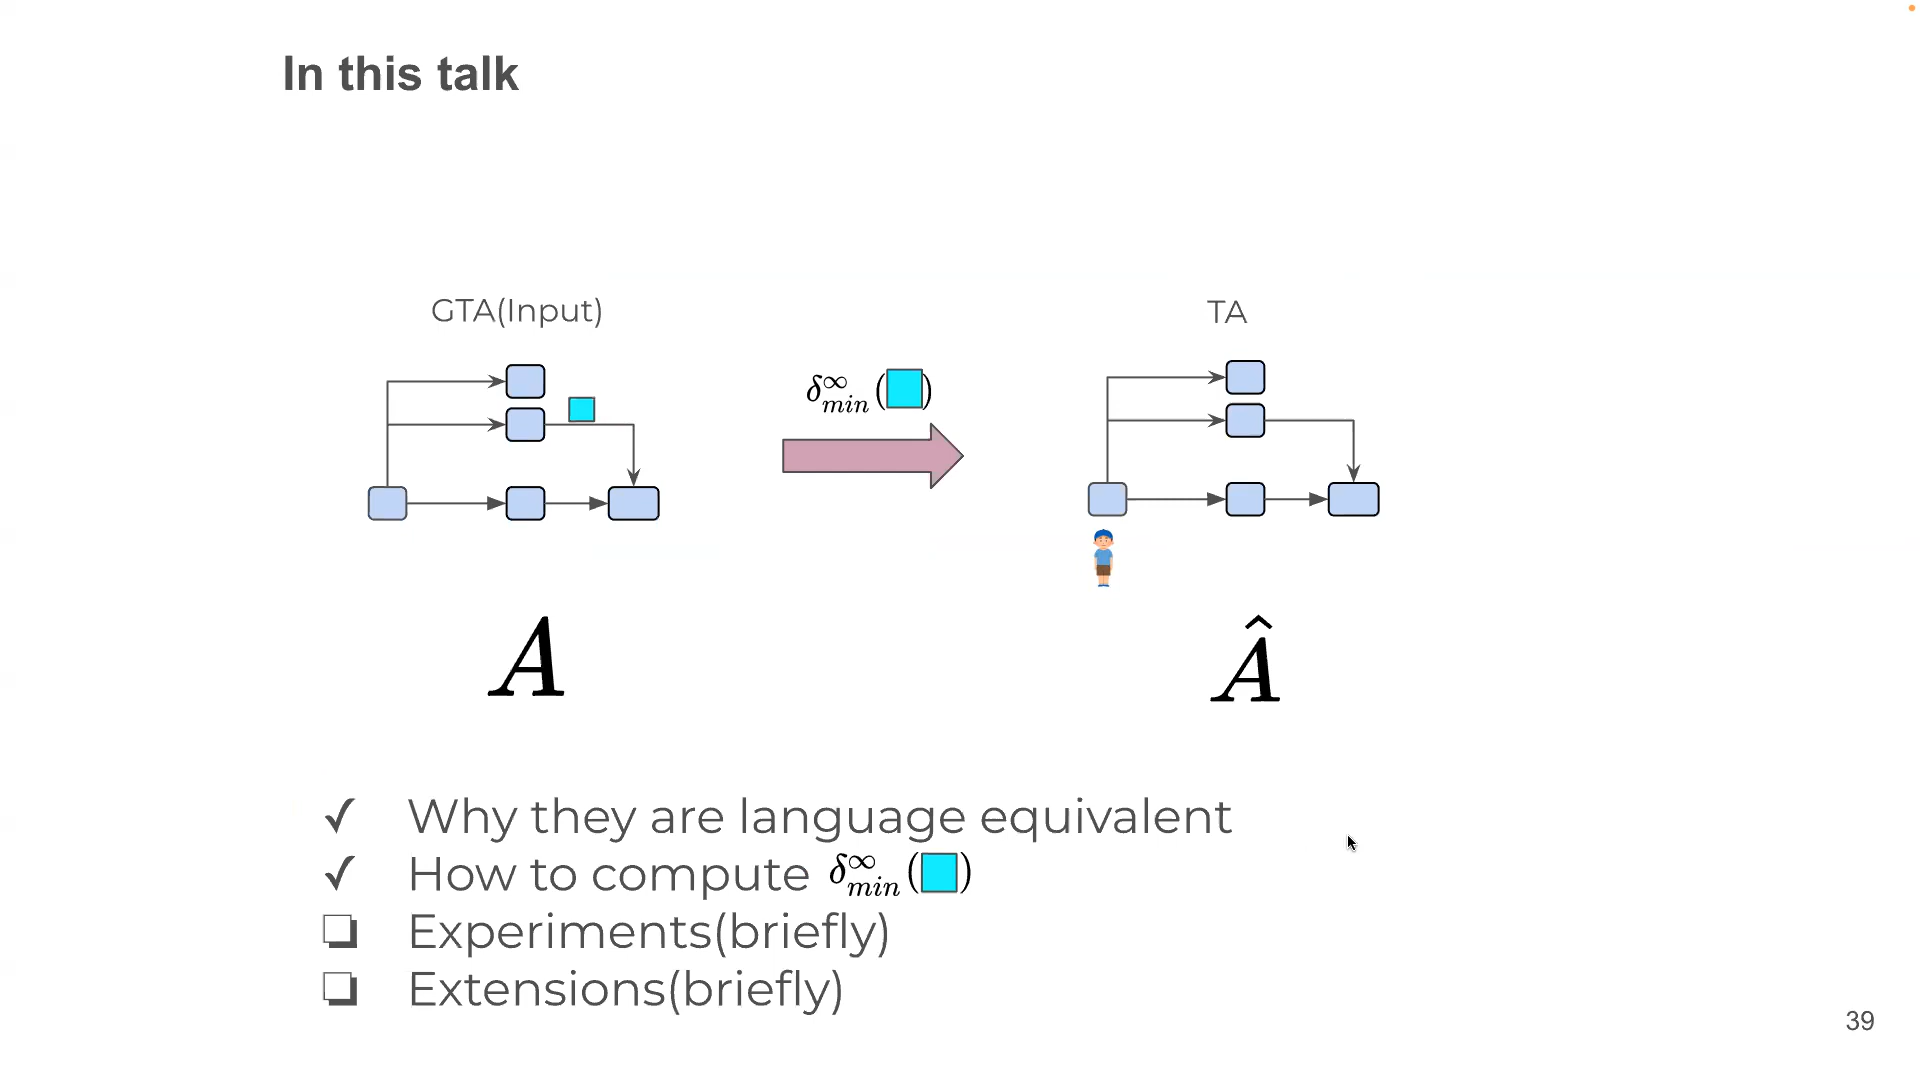 In this talk
GTA(Input)
TA
δ∞min( )
A
Â
✓ Why they are language equivalent
✓ How to compute δ∞min( )
❏ Experiments(briefly)
❏ Extensions(briefly)
39